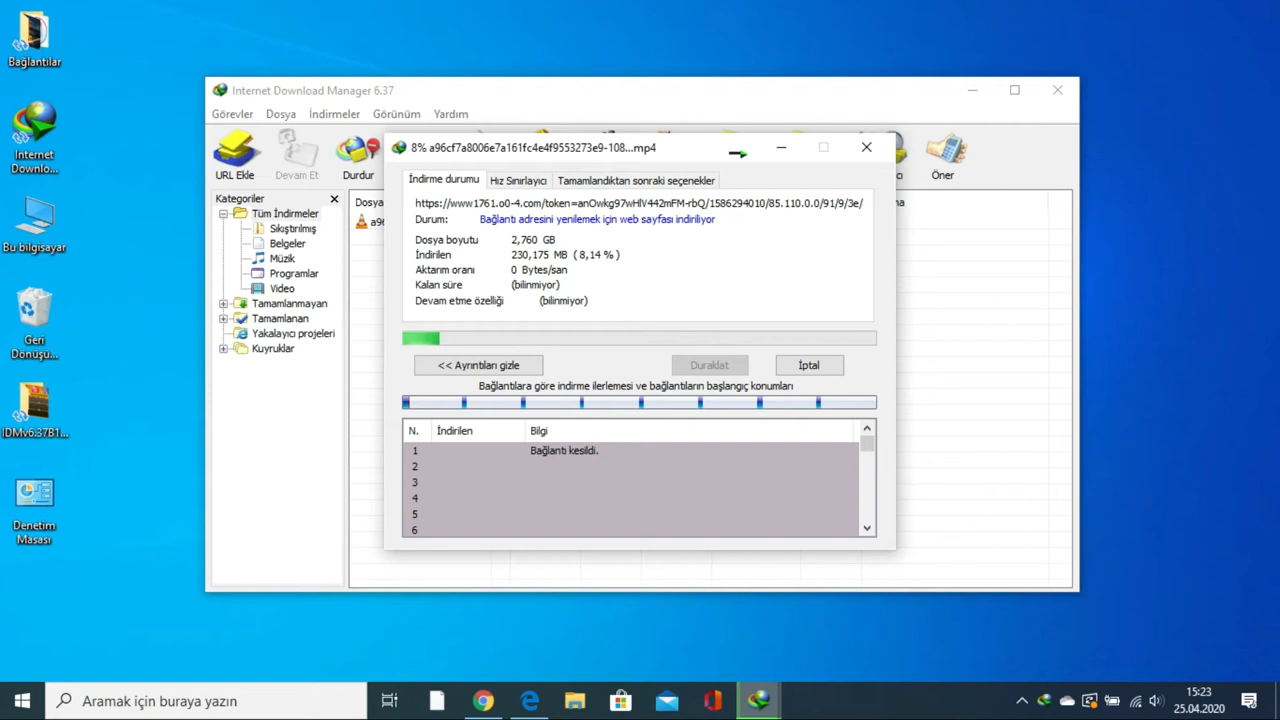 Bağlantılar
Internet
Downlo...
Bu bilgisayar
Geri
Dönüşü...
IDMv6.37B1...
Denetim
Masası
Internet Download Manager 6.37
Görevler Dosya İndirmeler Görünüm Yardım
URL Ekle Devam Et Durdur Öner
Kategoriler
Tüm İndirmeler
Sıkıştırılmış
Belgeler
Müzik
Programlar
Video
Tamamlanmayan
Tamamlanan
Yakalayıcı projeleri
Kuyruklar
Dosya
8% a96cf7a8006e7a161fc4e4f9553273e9-108...mp4
İndirme durumu Hız Sınırlayıcı Tamamlandıktan sonraki seçenekler
https://www1761.o0-4.com/token=anOwkg97wHlV442mFM-rbQ/1586294010/85.110.0.0/91/9/3e/
Durum: Bağlantı adresini yenilemek için web sayfası indiriliyor
Dosya boyutu 2,760 GB
İndirilen 230,175 MB ( 8,14 % )
Aktarım oranı 0 Bytes/san
Kalan süre (bilinmiyor)
Devam etme özelliği (bilinmiyor)
<< Ayrıntıları gizle Duraklat İptal
Bağlantılara göre indirme ilerlemesi ve bağlantıların başlangıç konumları
N. İndirilen Bilgi
1 Bağlantı kesildi.
2
3
4
5
6
Aramak için buraya yazın
15:23
25.04.2020